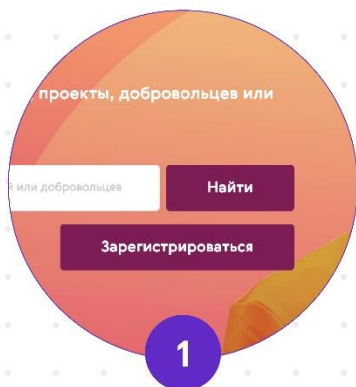 проекты, добровольцев или
й или добровольцев
Найти
Зарегистрироваться
1